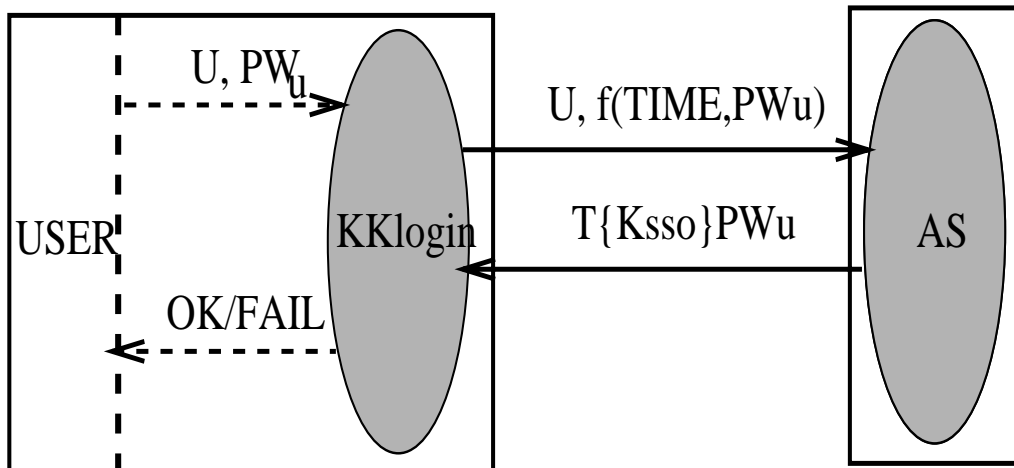 U, PWu
U, f(TIME,PWu)
USER
KKlogin
T{Ksso}PWu
AS
OK/FAIL